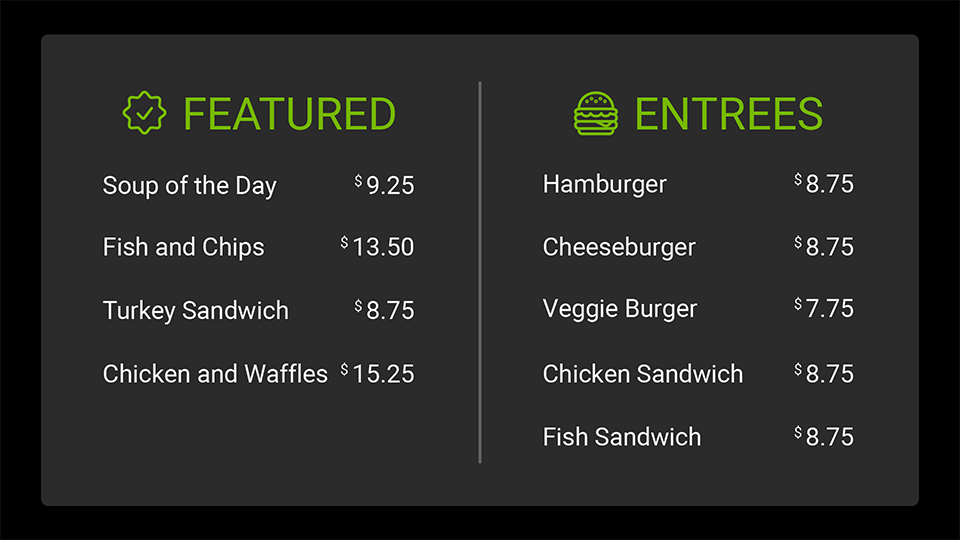 FEATURED
Soup of the Day $9.25
Fish and Chips $13.50
Turkey Sandwich $8.75
Chicken and Waffles $15.25
ENTREES
Hamburger $8.75
Cheeseburger $8.75
Veggie Burger $7.75
Chicken Sandwich $8.75
Fish Sandwich $8.75